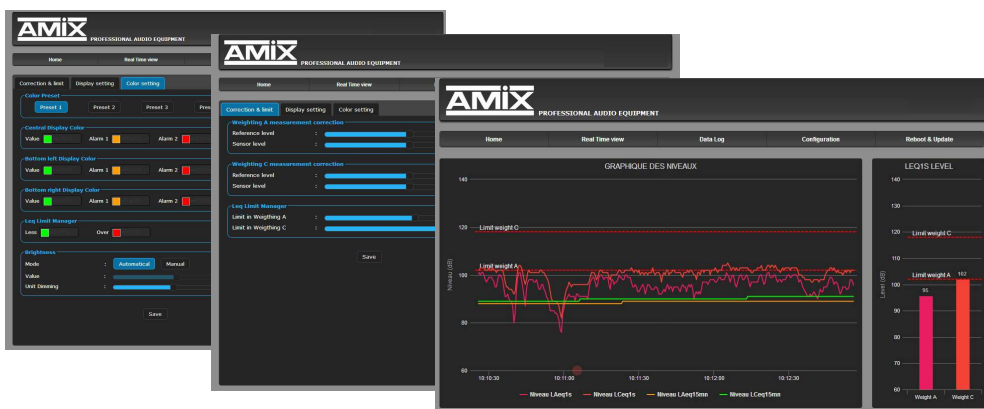 AMIX
PROFESSIONAL AUDIO EQUIPMENT
Home Real Time view
Correction & limit Display setting Color setting
Color Preset
Preset 1 Preset 2 Preset 3
Central Display Color
Value Alarm 1 Alarm 2
Bottom left Display Color
Value Alarm 1 Alarm 2
Bottom right Display Color
Value Alarm 1 Alarm 2
Leq Limit Manager
Less Over
Brightness
Mode : Automatical Manual
Value :
Unit Dimming :
Save
AMIX
PROFESSIONAL AUDIO EQUIPMENT
Home Real Time view
Correction & limit Display setting Color setting
Weighting A measurement correction
Reference level :
Sensor level :
Weighting C measurement correction
Reference level :
Sensor level :
Leq Limit Manager
Limit in Weigthing A :
Limit in Weigthing C :
Save
AMIX
PROFESSIONAL AUDIO EQUIPMENT
Home Real Time view Data Log Configuration Reboot & Update
GRAPHIQUE DES NIVEAUX
140
120
100
80
60
Niveau (dB)
Limit weight C
Limit weight A
10:10:30 10:11:00 10:11:30 10:12:00 10:12:30
Niveau LAeq1s Niveau LCeq1s Niveau LAeq15mn Niveau LCeq15mn
LEQ1S LEVEL
140
130
120
110
100
90
80
70
60
Level (dB)
Limit weight C
Limit weight A
95 102
Weight A Weight C